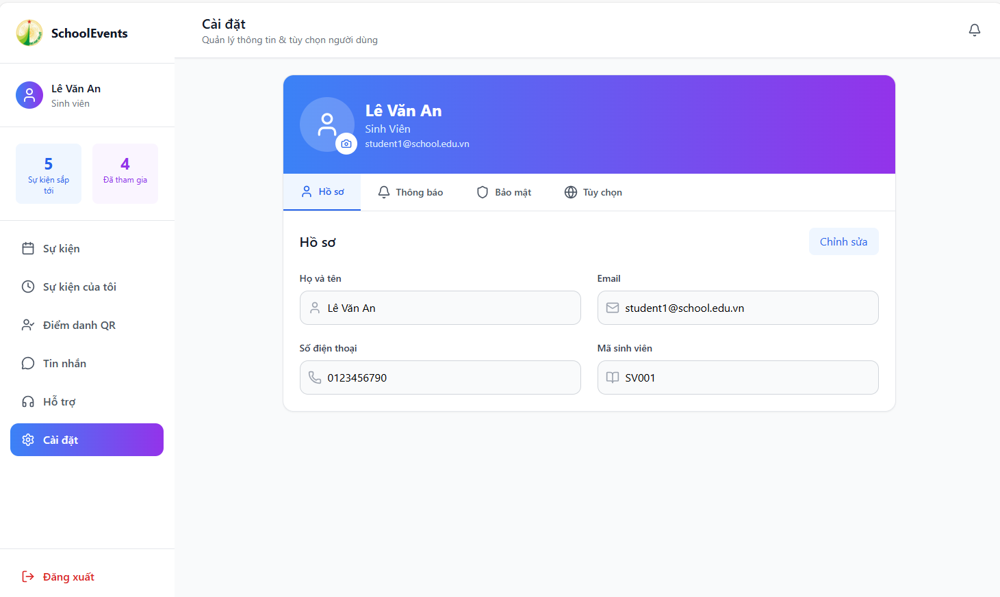 SchoolEvents
Lê Văn An
Sinh viên
5
Sự kiện sắp
tới
4
Đã tham gia
Sự kiện
Sự kiện của tôi
Điểm danh QR
Tin nhắn
Hỗ trợ
Cài đặt
Đăng xuất
Cài đặt
Quản lý thông tin & tùy chọn người dùng
Lê Văn An
Sinh Viên
student1@school.edu.vn
Hồ sơ
Thông báo
Bảo mật
Tùy chọn
Hồ sơ
Chỉnh sửa
Họ và tên
Lê Văn An
Email
student1@school.edu.vn
Số điện thoại
0123456790
Mã sinh viên
SV001